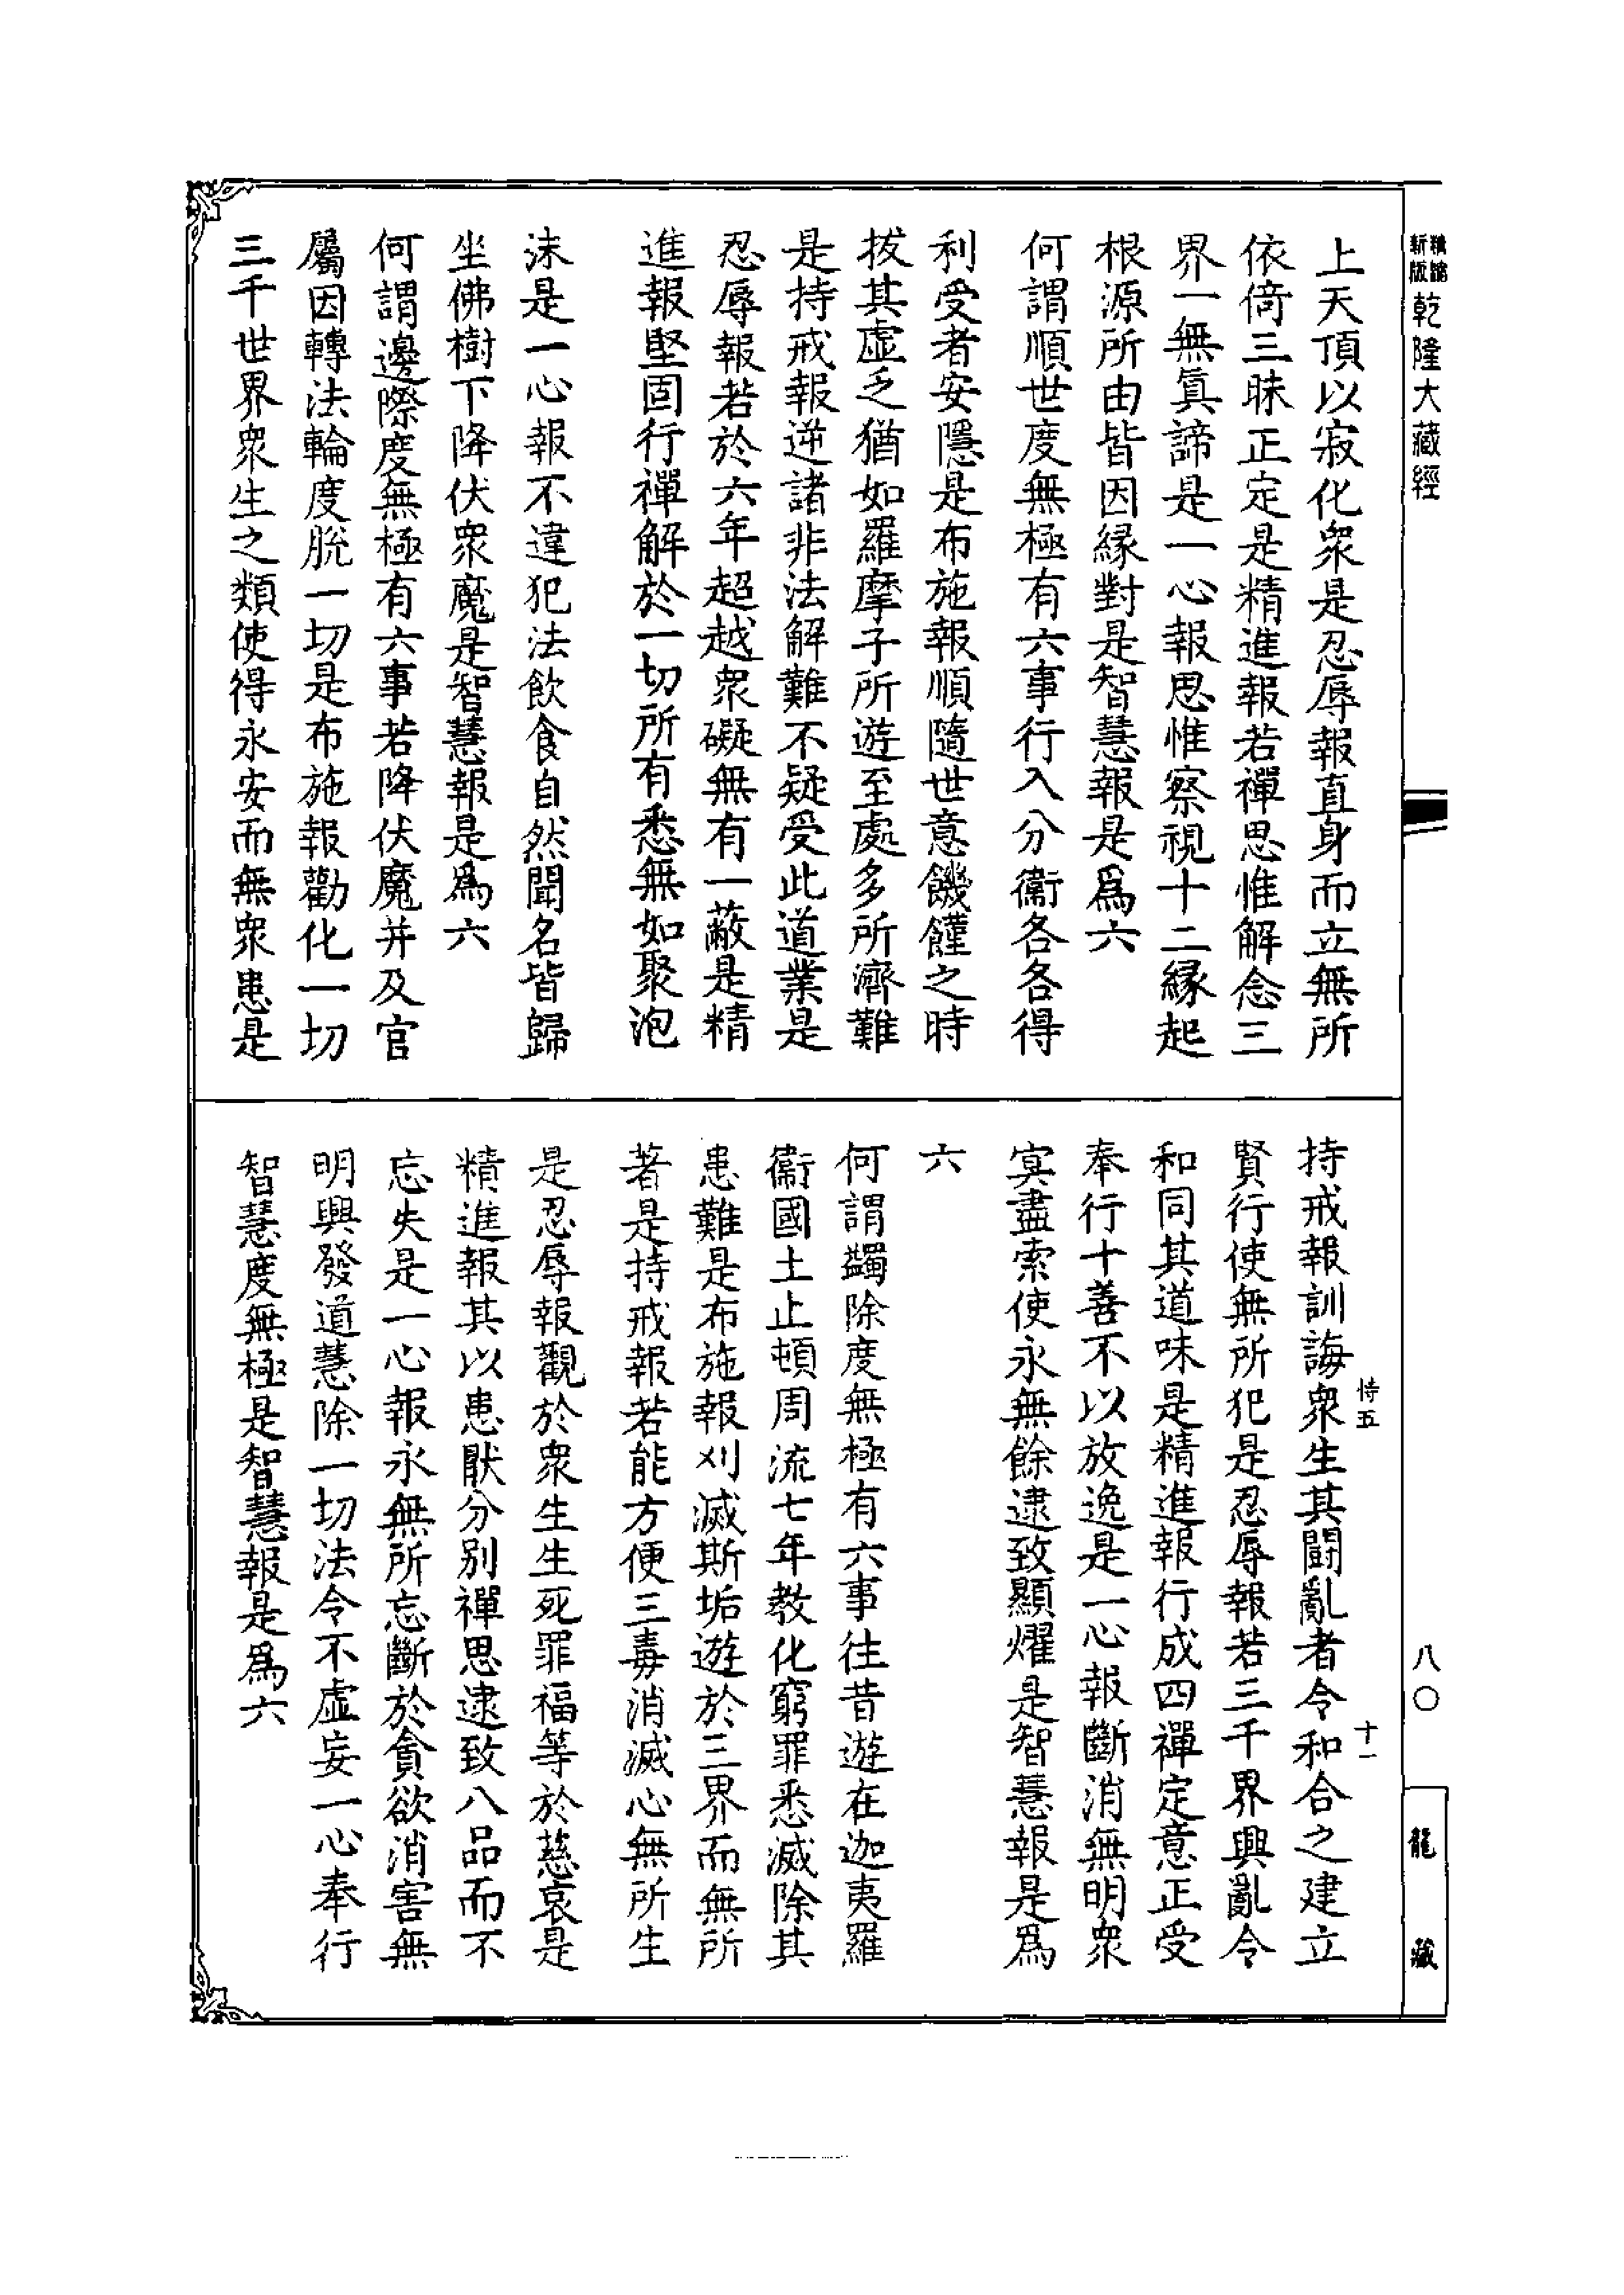 新版精縮乾隆大藏經
上天頂以寂化衆是忍辱報直身而立無所
依倚三昧正定是精進報若禪思惟解念三
界一無眞諦是一心報思惟察視十二緣起
根源所由皆因緣對是智慧報是爲六
何謂順世度無極有六事行入分衞各各得
利受者安隱是布施報順隨世意饑饉之時
拔其虛乏猶如羅摩子所遊至處多所濟難
是持戒報逆諸非法解難不疑受此道業是
忍辱報若於六年超越衆礙無有一蔽是精
進報堅固行禪解於一切所有悉無如聚泡
沫是一心報不違犯法飲食自然聞名皆歸
坐佛樹下降伏衆魔是智慧報是爲六
何謂邊際度無極有六事若降伏魔并及官
屬因轉法輪度脫一切是布施報勸化一切
三千世界衆生之類使得永安而無衆患是
持戒報訓誨衆生其鬪亂者令和合之建立
賢行使無所犯是忍辱報若三千界興亂令
和同其道味是精進報行成四禪定意正受
奉行十善不以放逸是一心報斷消無明衆
冥盡索使永無餘逮致顯燿是智慧報是爲
六
何謂蠲除度無極有六事往昔遊在迦夷羅
衞國土止頓周流七年教化窮罪悉滅除其
患難是布施報刈滅斯垢遊於三界而無所
著是持戒報若能方便三毒消滅心無所生
是忍辱報觀於衆生生死罪福等於慈哀是
精進報其以患猒分別禪思逮致八品而不
忘失是一心報永無所忘斷於貪欲消害無
明興發道慧除一切法令不虛妄一心奉行
智慧度無極是智慧報是爲六
恃五
十一
八〇
龍藏